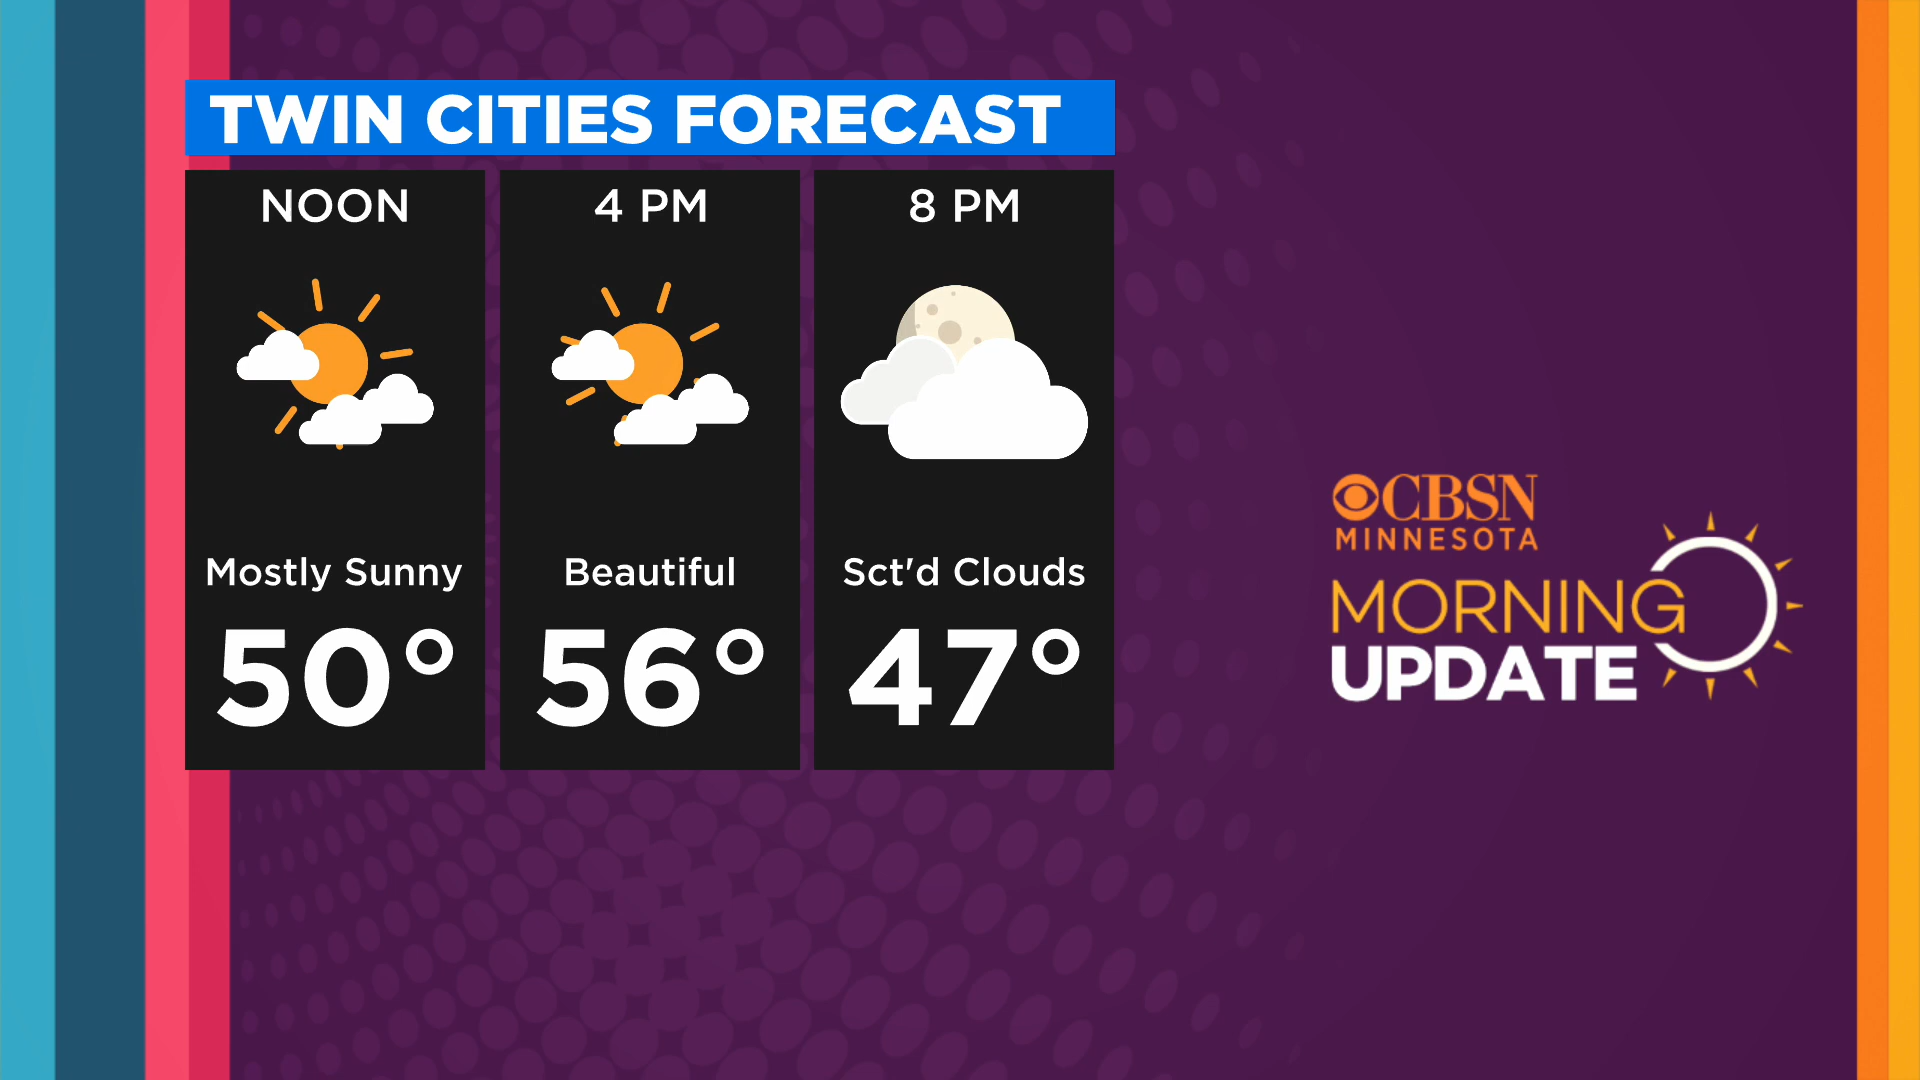 TWIN CITIES FORECAST
NOON
Mostly Sunny
50°
4 PM
Beautiful
56°
8 PM
Sct'd Clouds
47°
CBSN
MINNESOTA
MORNING
UPDATE